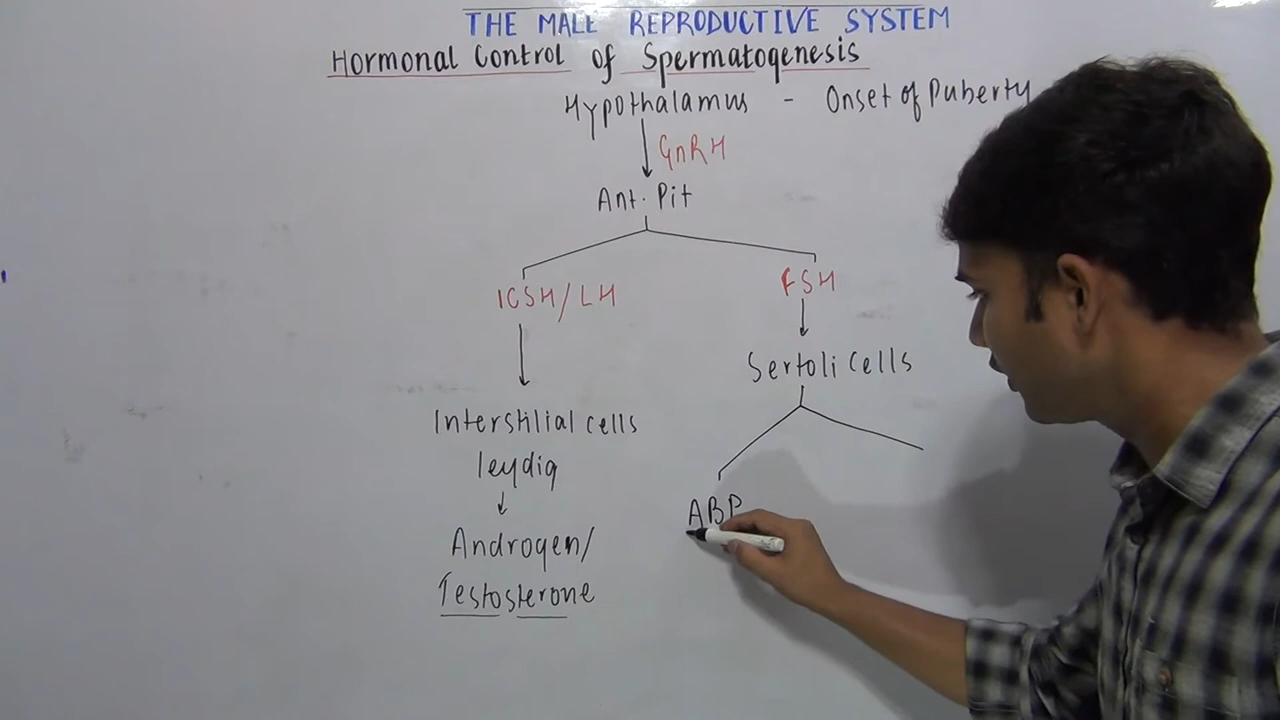 THE MALE REPRODUCTIVE SYSTEM
Hormonal Control of Spermatogenesis
Hypothalamus - Onset of Puberty
GnRH
Ant. Pit
ICSH/LH
FSH
Sertoli Cells
Interstilial cells
leydig
ABP
Androgen/
Testosterone